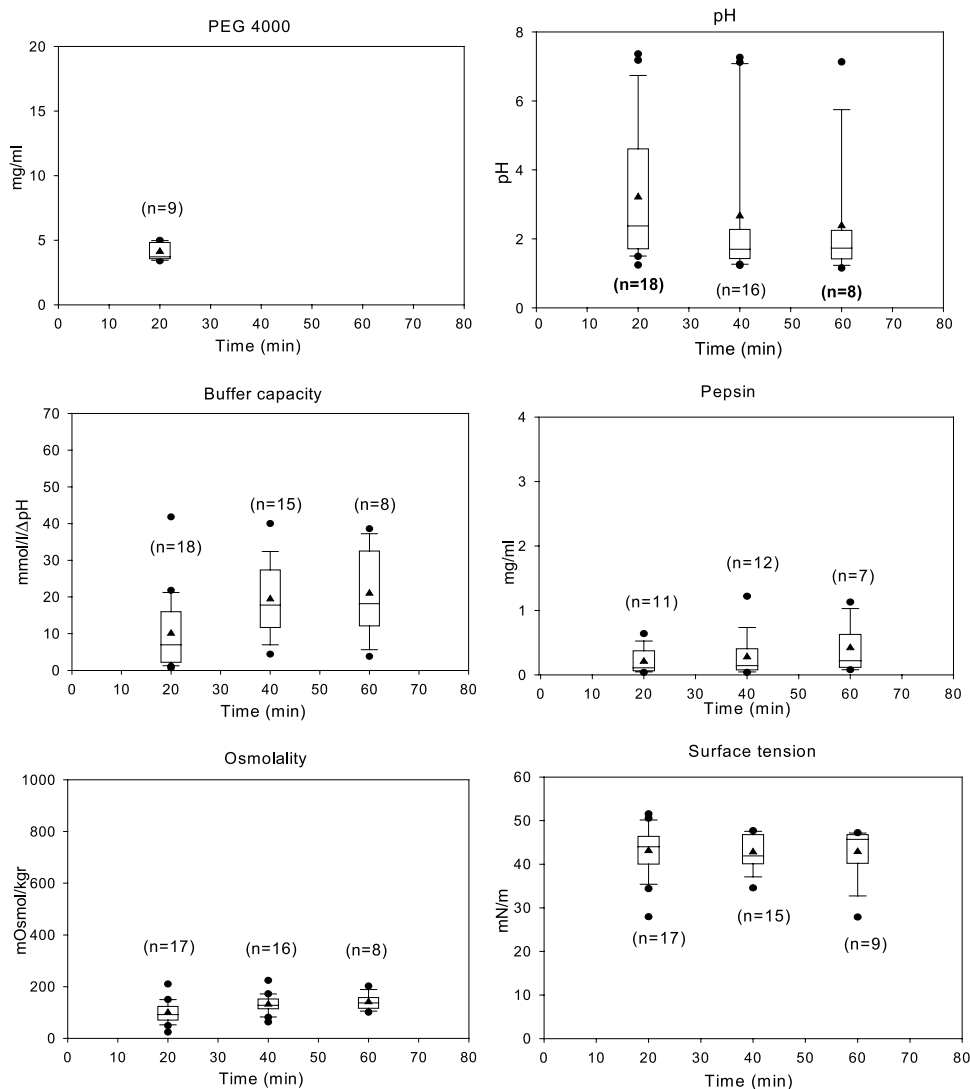 PEG 4000
20
15
10
5
0
mg/ml
(n=9)
0 10 20 30 40 50 60 70 80
Time (min)
pH
8
6
4
2
0
pH
(n=18)
(n=16)
(n=8)
0 10 20 30 40 50 60 70 80
Time (min)
Buffer capacity
70
60
50
40
30
20
10
0
mmol/l/ΔpH
(n=18)
(n=15)
(n=8)
0 10 20 30 40 50 60 70 80
Time (min)
Pepsin
4
3
2
1
0
mg/ml
(n=11)
(n=12)
(n=7)
0 10 20 30 40 50 60 70 80
Time (min)
Osmolality
1000
800
600
400
200
0
mOsmol/kgr
(n=17)
(n=16)
(n=8)
0 10 20 30 40 50 60 70 80
Time (min)
Surface tension
60
50
40
30
20
10
0
mN/m
(n=17)
(n=15)
(n=9)
0 10 20 30 40 50 60 70 80
Time (min)